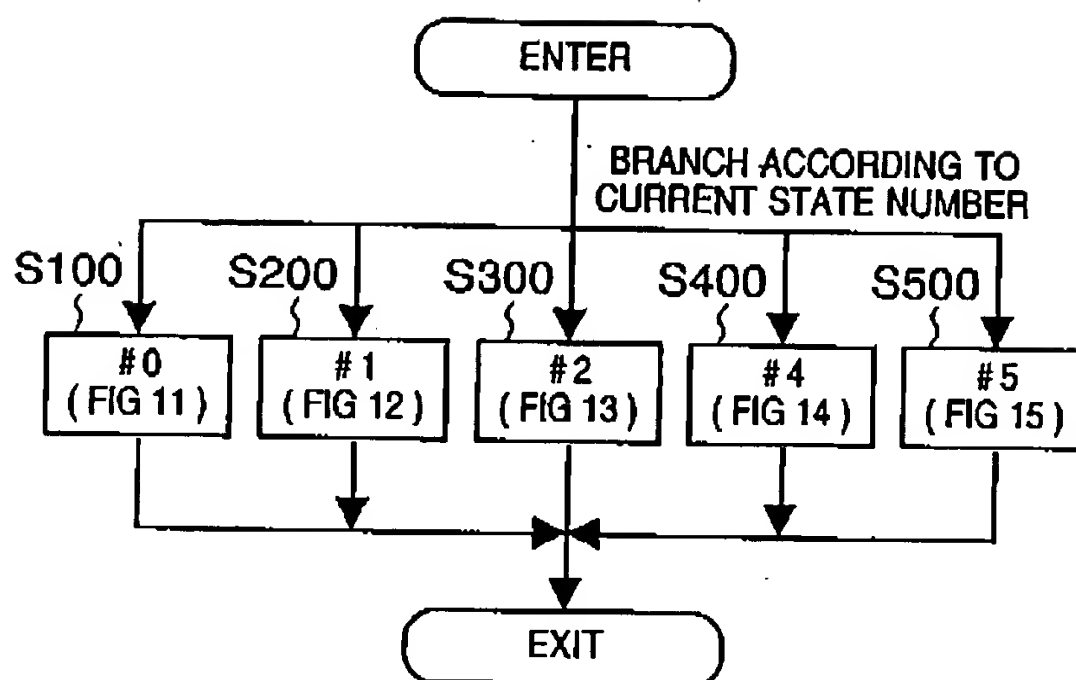 ENTER
BRANCH ACCORDING TO
CURRENT STATE NUMBER
S100 S200 S300 S400 S500
#0 #1 #2 #4 #5
(FIG 11) (FIG 12) (FIG 13) (FIG 14) (FIG 15)
EXIT